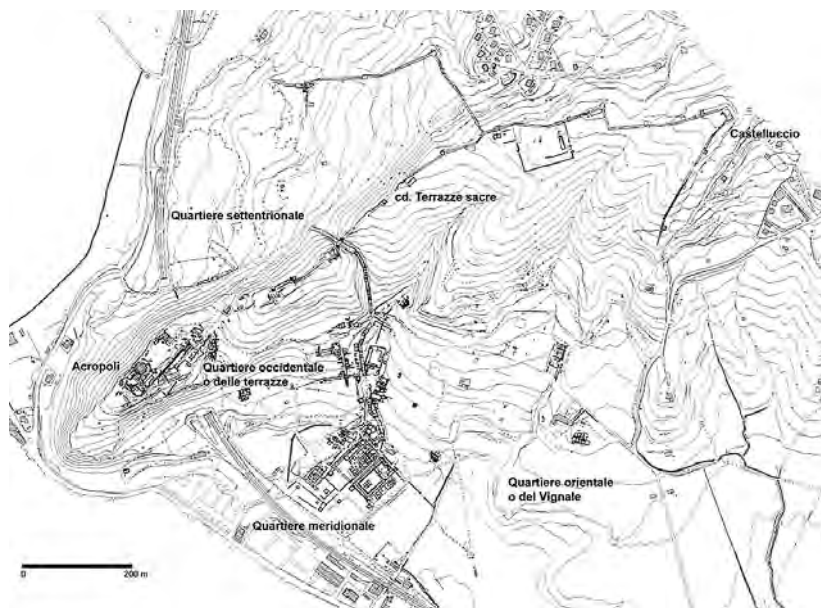 Castelluccio
cd. Terrazze sacre
Quartiere settentrionale
Acropoli
Quartiere occidentale
o delle terrazze
Quartiere orientale
o del Vignale
Quartiere meridionale
0
200 m